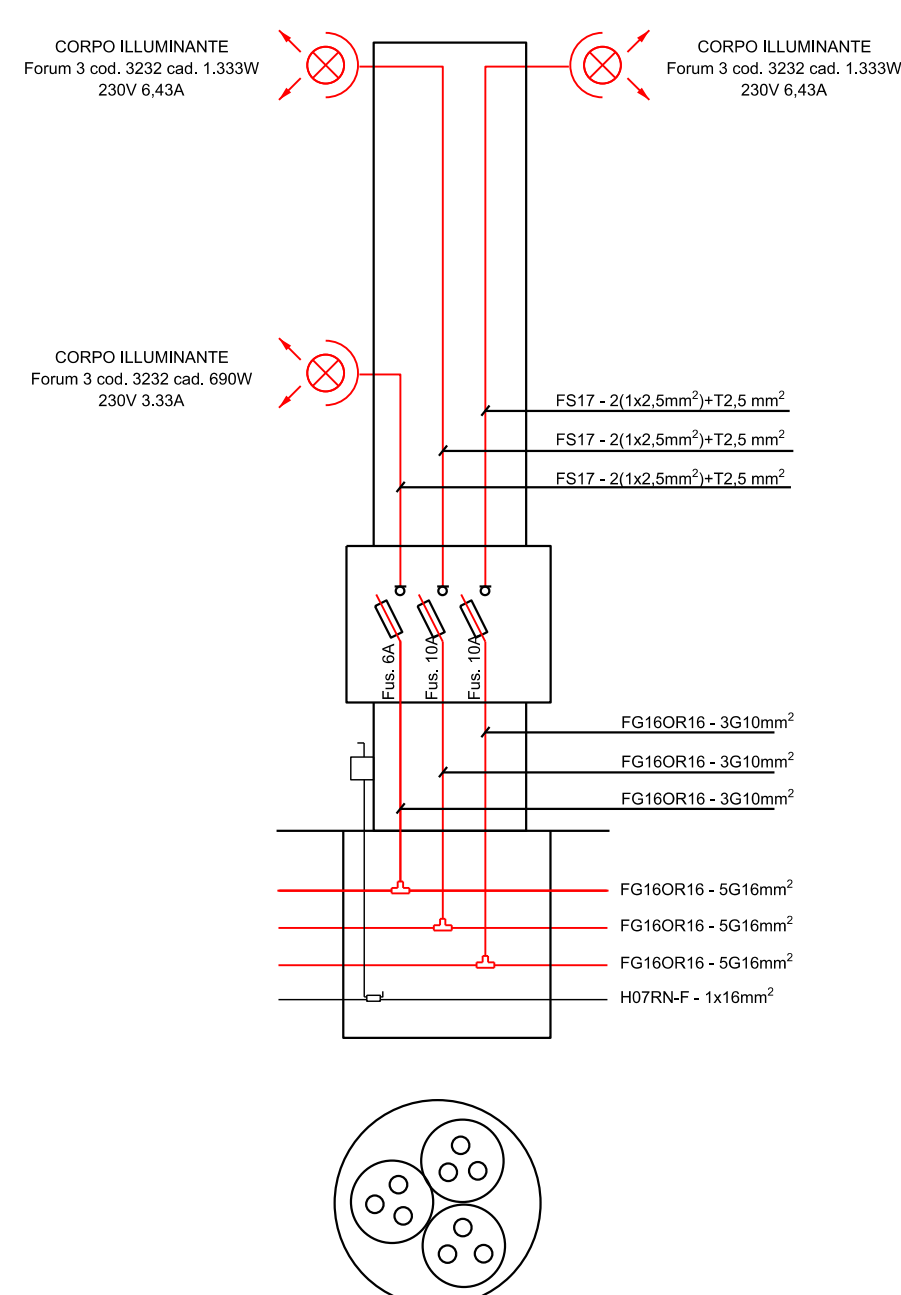 CORPO ILLUMINANTE
Forum 3 cod. 3232 cad. 1.333W
230V 6,43A
CORPO ILLUMINANTE
Forum 3 cod. 3232 cad. 1.333W
230V 6,43A
CORPO ILLUMINANTE
Forum 3 cod. 3232 cad. 690W
230V 3.33A
FS17 - 2(1x2,5mm²)+T2,5 mm²
FS17 - 2(1x2,5mm²)+T2,5 mm²
FS17 - 2(1x2,5mm²)+T2,5 mm²
Fus. 6A
Fus. 10A
Fus. 10A
FG16OR16 - 3G10mm²
FG16OR16 - 3G10mm²
FG16OR16 - 3G10mm²
FG16OR16 - 5G16mm²
FG16OR16 - 5G16mm²
FG16OR16 - 5G16mm²
H07RN-F - 1x16mm²